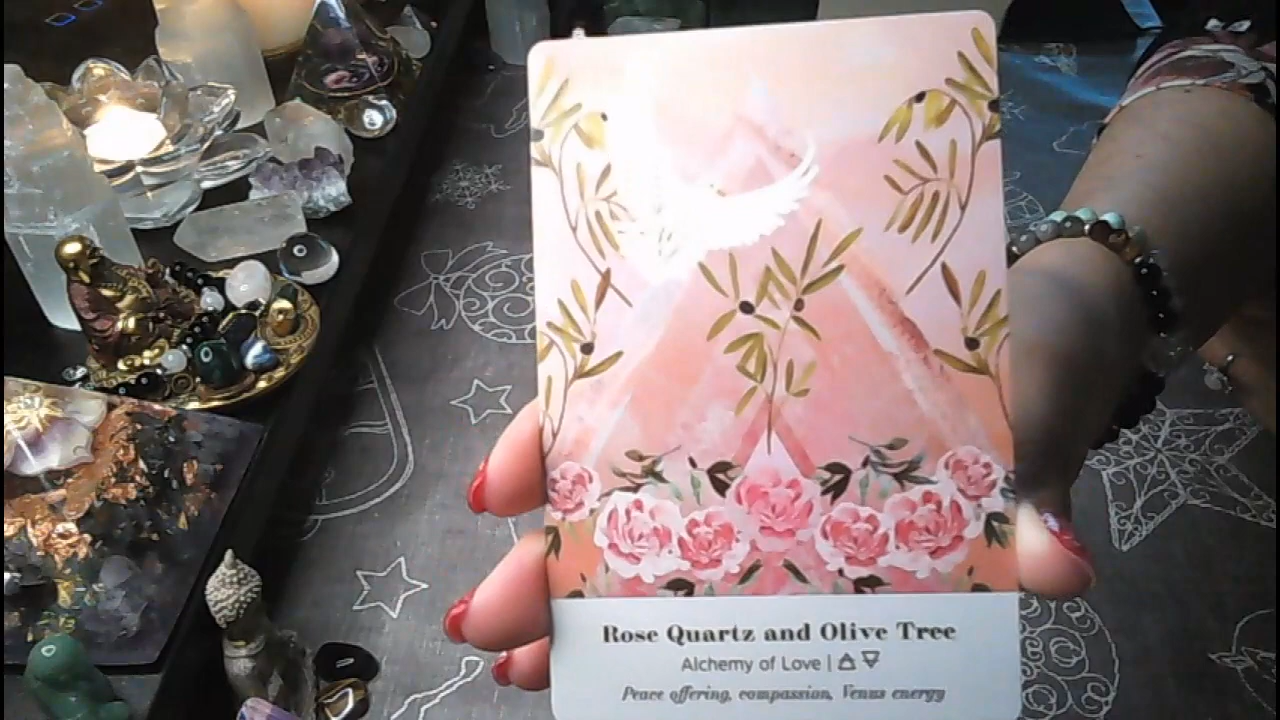 Rose Quartz and Olive Tree
Alchemy of Love | 🜁 🜃
Peace offering, compassion, Venus energy